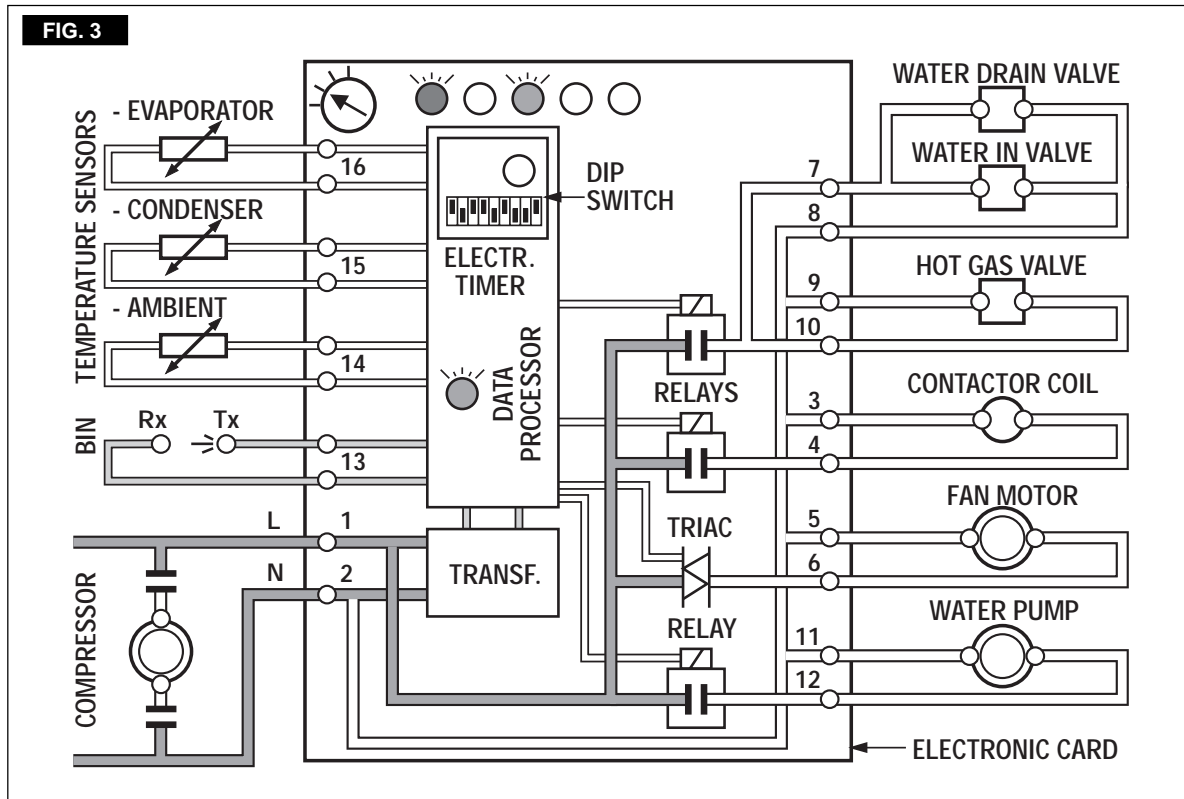 FIG. 3
TEMPERATURE SENSORS
- EVAPORATOR
16
- CONDENSER
15
- AMBIENT
14
BIN
Rx
Tx
13
L
1
N
2
COMPRESSOR
DIP
SWITCH
ELECTR.
TIMER
DATA
PROCESSOR
TRANSF.
RELAYS
TRIAC
RELAY
WATER DRAIN VALVE
WATER IN VALVE
7
8
HOT GAS VALVE
9
10
CONTACTOR COIL
3
4
FAN MOTOR
5
6
WATER PUMP
11
12
ELECTRONIC CARD